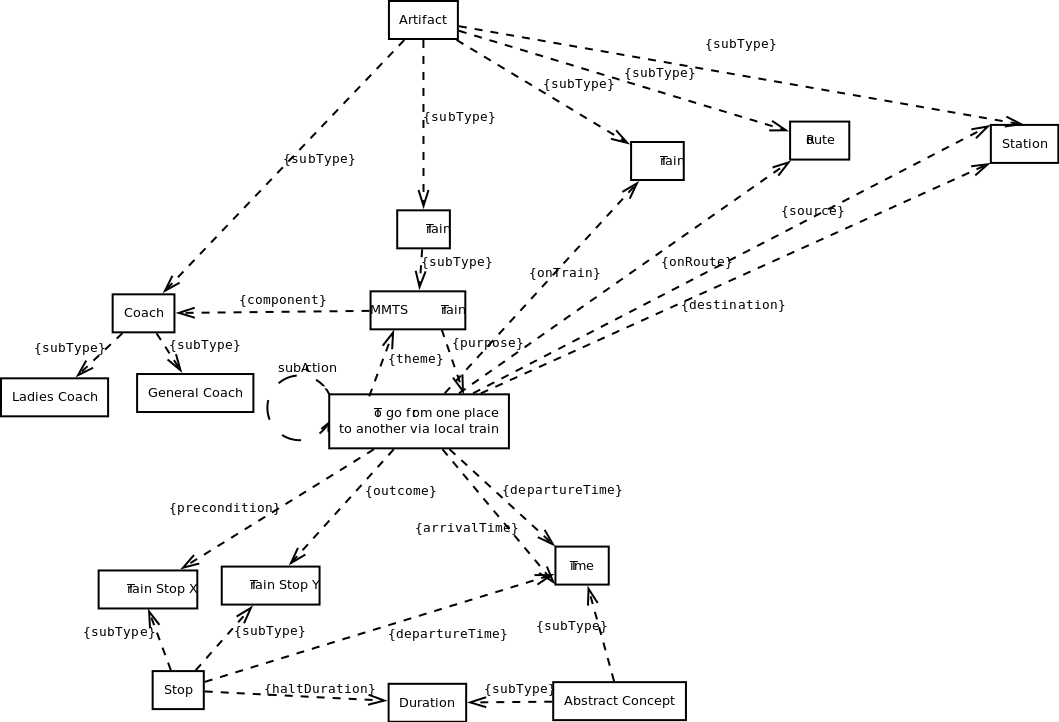 Artifact
{subType}
{subType}
{subType}
{subType}
{subType}
Train
Route
Station
Train
{source}
{subType}
{onRoute}
{onTrain}
Coach
{component}
MMTS Train
{destination}
{subType}
{subType}
{theme}
{purpose}
subAction
Ladies Coach
General Coach
To go from one place
to another via local train
{precondition}
{outcome}
{departureTime}
{arrivalTime}
Train Stop X
Train Stop Y
Time
{subType}
{subType}
{departureTime}
{subType}
Stop
{haltDuration}
Duration
{subType}
Abstract Concept